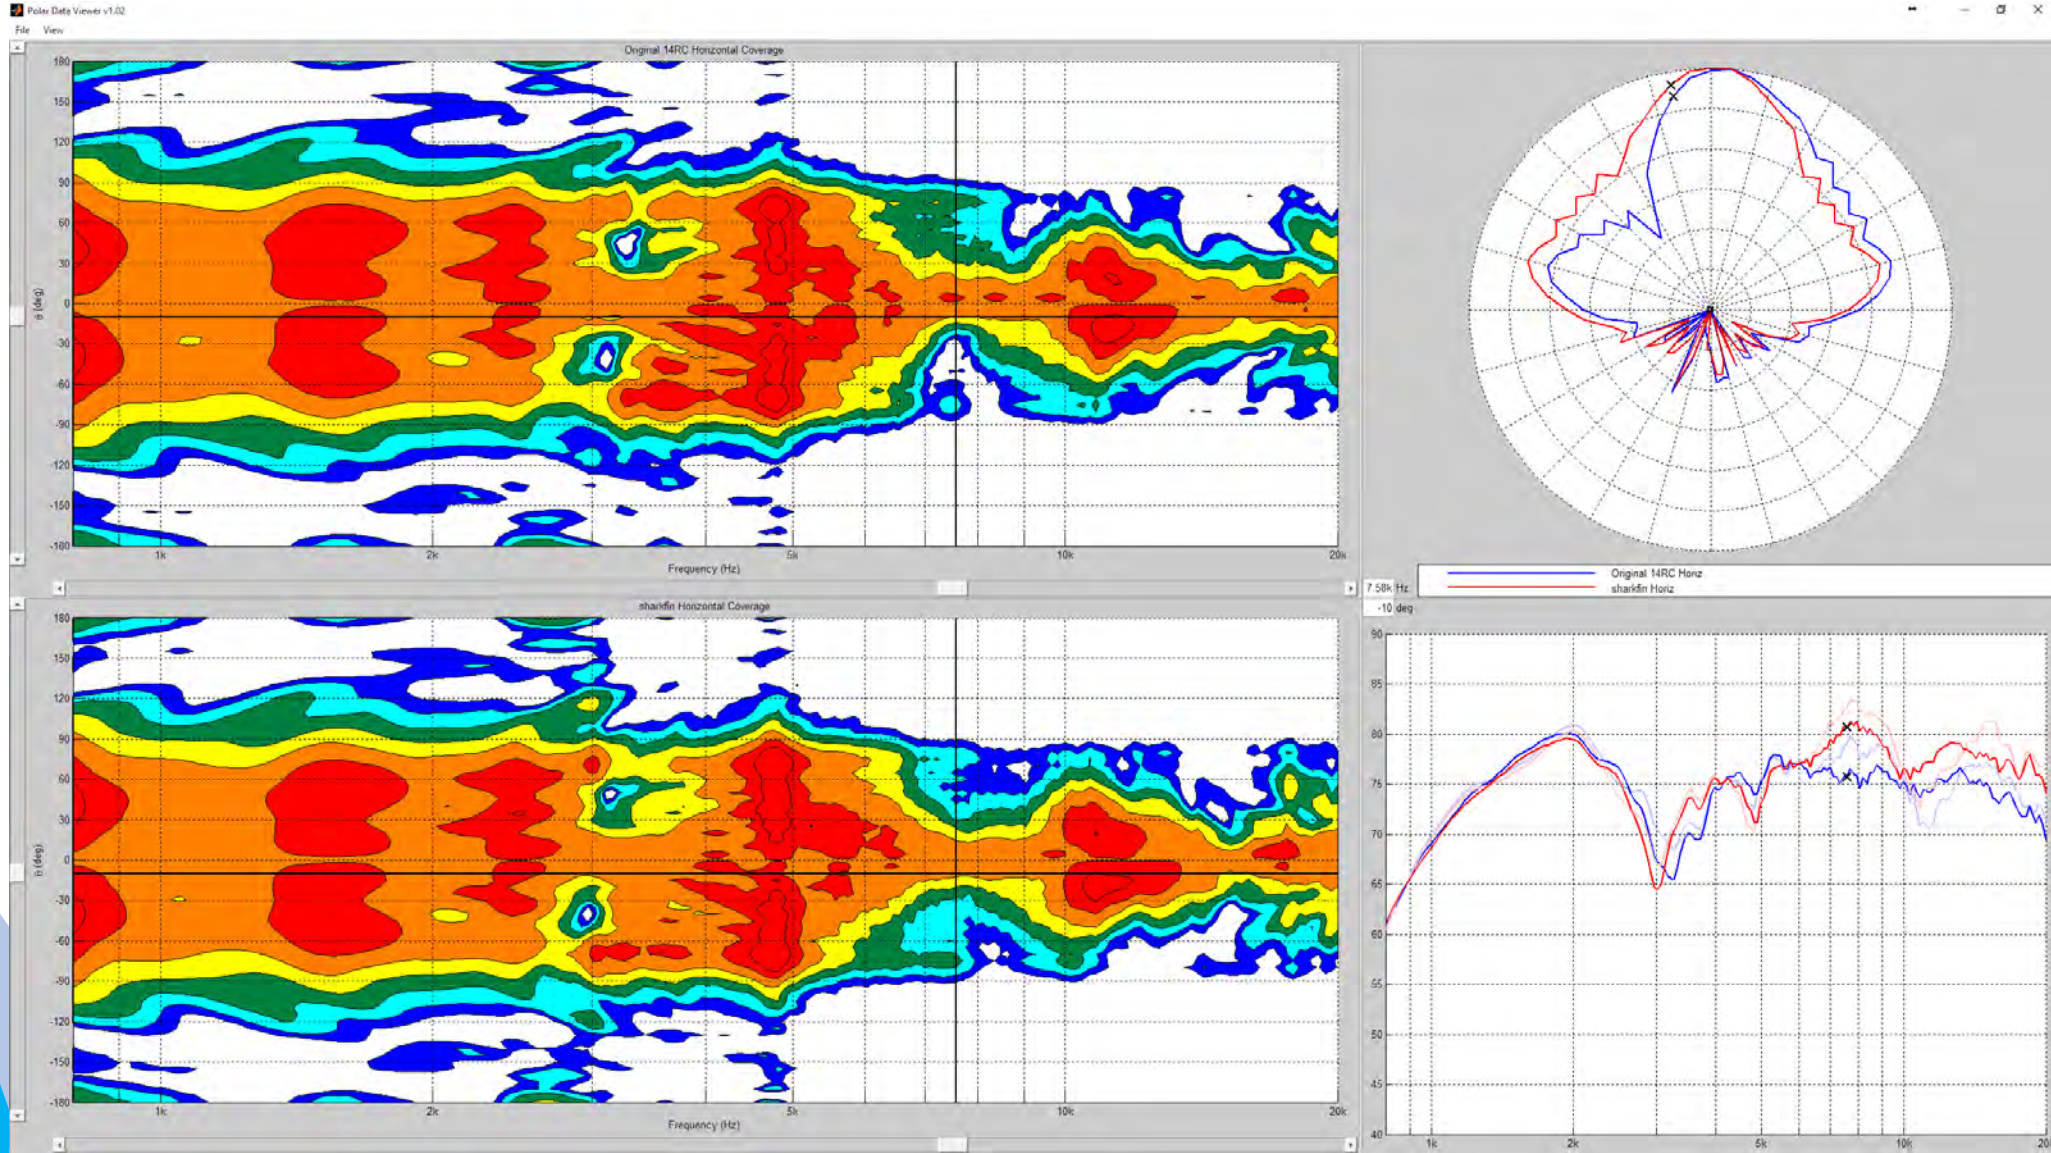 Polar Data Viewer v1.02
File View
Original 14RC Horizontal Coverage
180
150
120
90
60
30
0
-30
-60
-90
-120
-150
-180
θ (deg)
1k 2k 5k 10k 20k
Frequency (Hz)
7.58k Hz
-10 deg
Original 14RC Horiz
sharkfin Horiz
sharkfin Horizontal Coverage
180
150
120
90
60
30
0
-30
-60
-90
-120
-150
-180
θ (deg)
1k 2k 5k 10k 20k
Frequency (Hz)
90
85
80
75
70
65
60
55
50
45
40
1k 2k 5k 10k 20k